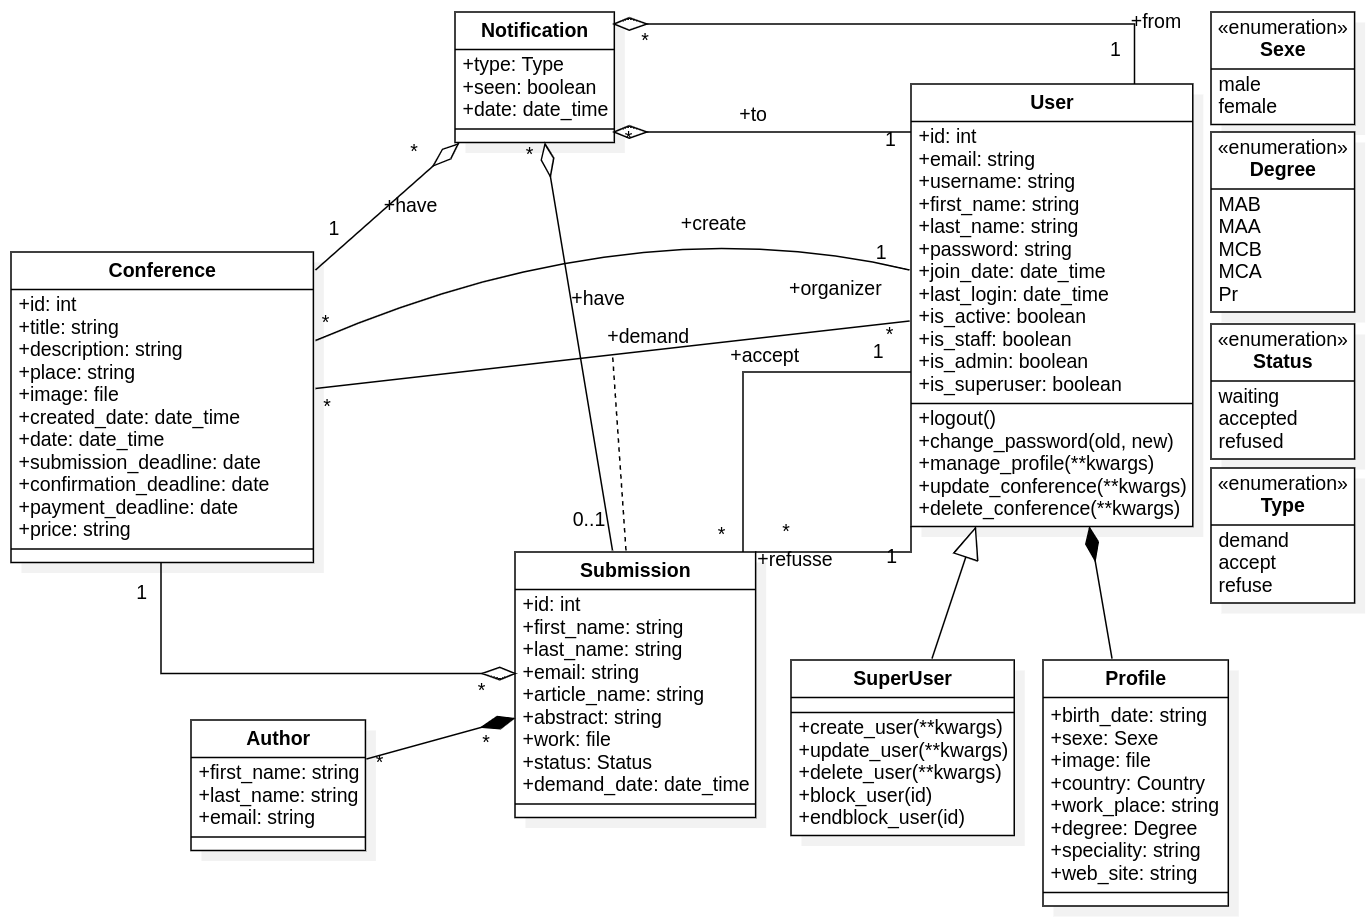 Notification
+type: Type
+seen: boolean
+date: date_time
*
+from
1
*
+to
1
*
+have
1
*
+have
0..1
+create
1
*
+organizer
*
+demand
*
+accept
1
*
*
+refusse
1
User
+id: int
+email: string
+username: string
+first_name: string
+last_name: string
+password: string
+join_date: date_time
+last_login: date_time
+is_active: boolean
+is_staff: boolean
+is_admin: boolean
+is_superuser: boolean
+logout()
+change_password(old, new)
+manage_profile(**kwargs)
+update_conference(**kwargs)
+delete_conference(**kwargs)
«enumeration»
Sexe
male
female
«enumeration»
Degree
MAB
MAA
MCB
MCA
Pr
«enumeration»
Status
waiting
accepted
refused
«enumeration»
Type
demand
accept
refuse
Conference
+id: int
+title: string
+description: string
+place: string
+image: file
+created_date: date_time
+date: date_time
+submission_deadline: date
+confirmation_deadline: date
+payment_deadline: date
+price: string
1
*
Submission
+id: int
+first_name: string
+last_name: string
+email: string
+article_name: string
+abstract: string
+work: file
+status: Status
+demand_date: date_time
*
*
Author
+first_name: string
+last_name: string
+email: string
SuperUser
+create_user(**kwargs)
+update_user(**kwargs)
+delete_user(**kwargs)
+block_user(id)
+endblock_user(id)
Profile
+birth_date: string
+sexe: Sexe
+image: file
+country: Country
+work_place: string
+degree: Degree
+speciality: string
+web_site: string